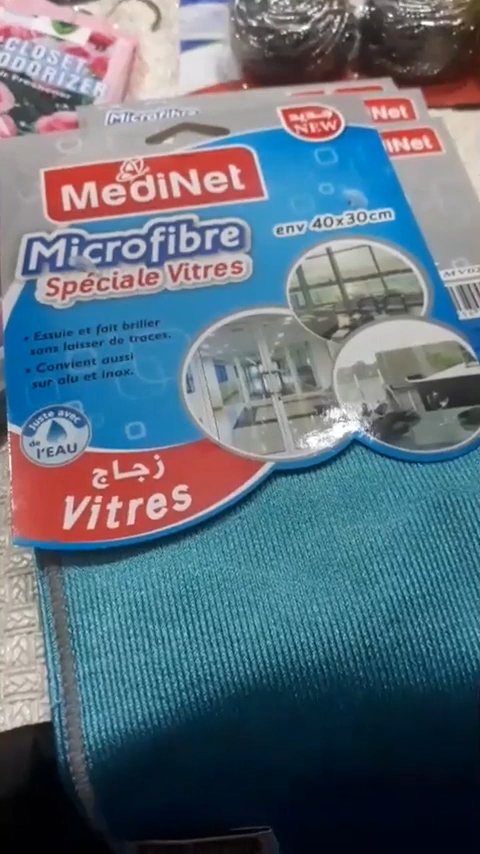 CLOSET
Microfibre
جديد
NEW
Net
iNet
MediNet
Microfibre
Spéciale Vitres
env 40x30cm
• Essuie et fait briller
sans laisser de traces.
• Convient aussi
sur alu et inox.
Juste avec
de
l'EAU
زجاج
Vitres